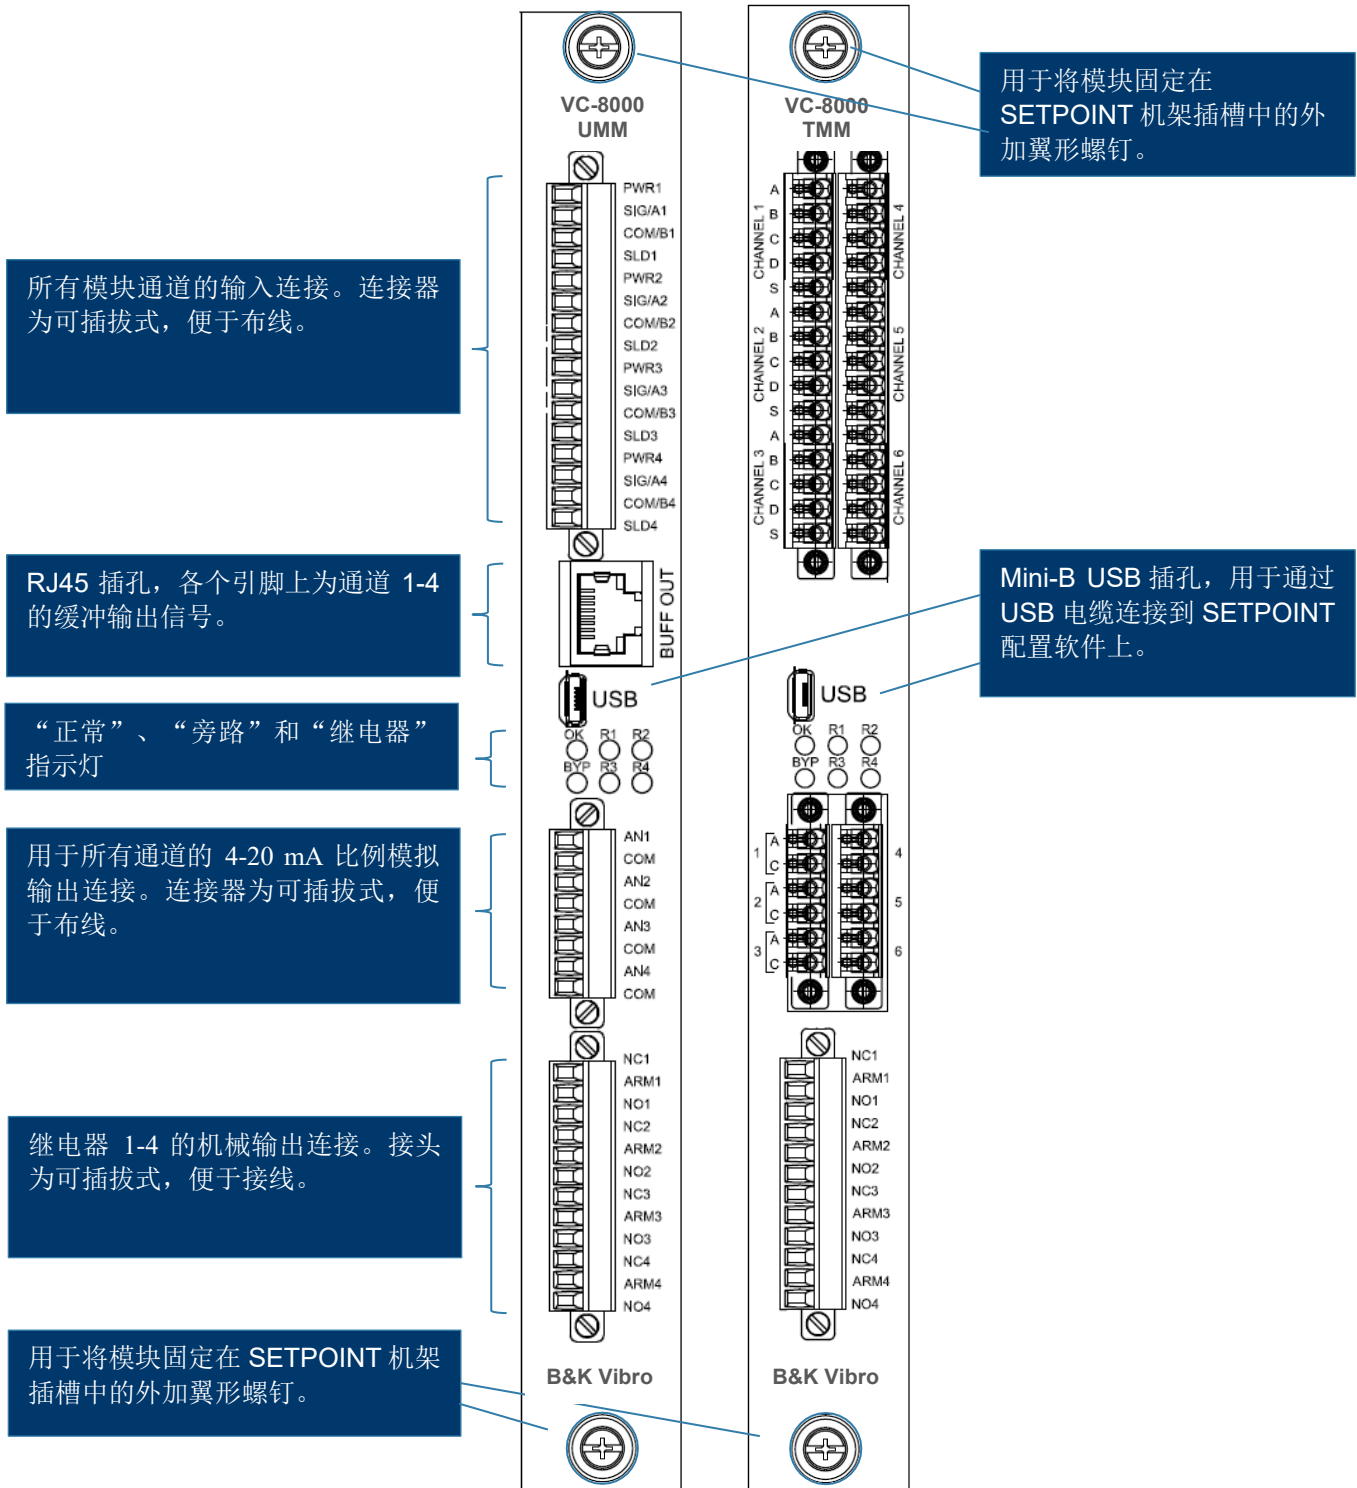 用于将模块固定在
SETPOINT 机架插槽中的外
加翼形螺钉。
所有模块通道的输入连接。连接器
为可插拔式，便于布线。
RJ45 插孔，各个引脚上为通道 1-4
的缓冲输出信号。
“正常”、“旁路”和“继电器”
指示灯
用于所有通道的 4-20 mA 比例模拟
输出连接。连接器为可插拔式，便
于布线。
继电器 1-4 的机械输出连接。接头
为可插拔式，便于接线。
用于将模块固定在 SETPOINT 机架
插槽中的外加翼形螺钉。
Mini-B USB 插孔，用于通过
USB 电缆连接到 SETPOINT
配置软件上。
VC-8000
UMM
PWR1
SIG/A1
COM/B1
SLD1
PWR2
SIG/A2
COM/B2
SLD2
PWR3
SIG/A3
COM/B3
SLD3
PWR4
SIG/A4
COM/B4
SLD4
BUFF OUT
USB
OK R1 R2
BYP R3 R4
AN1
COM
AN2
COM
AN3
COM
AN4
COM
NC1
ARM1
NO1
NC2
ARM2
NO2
NC3
ARM3
NO3
NC4
ARM4
NO4
B&K Vibro
VC-8000
TMM
CHANNEL 1
A
B
C
D
S
CHANNEL 2
A
B
C
D
S
CHANNEL 3
A
B
C
D
S
CHANNEL 4
CHANNEL 5
CHANNEL 6
USB
OK R1 R2
BYP R3 R4
1
A
C
2
A
C
3
A
C
4
5
6
NC1
ARM1
NO1
NC2
ARM2
NO2
NC3
ARM3
NO3
NC4
ARM4
NO4
B&K Vibro